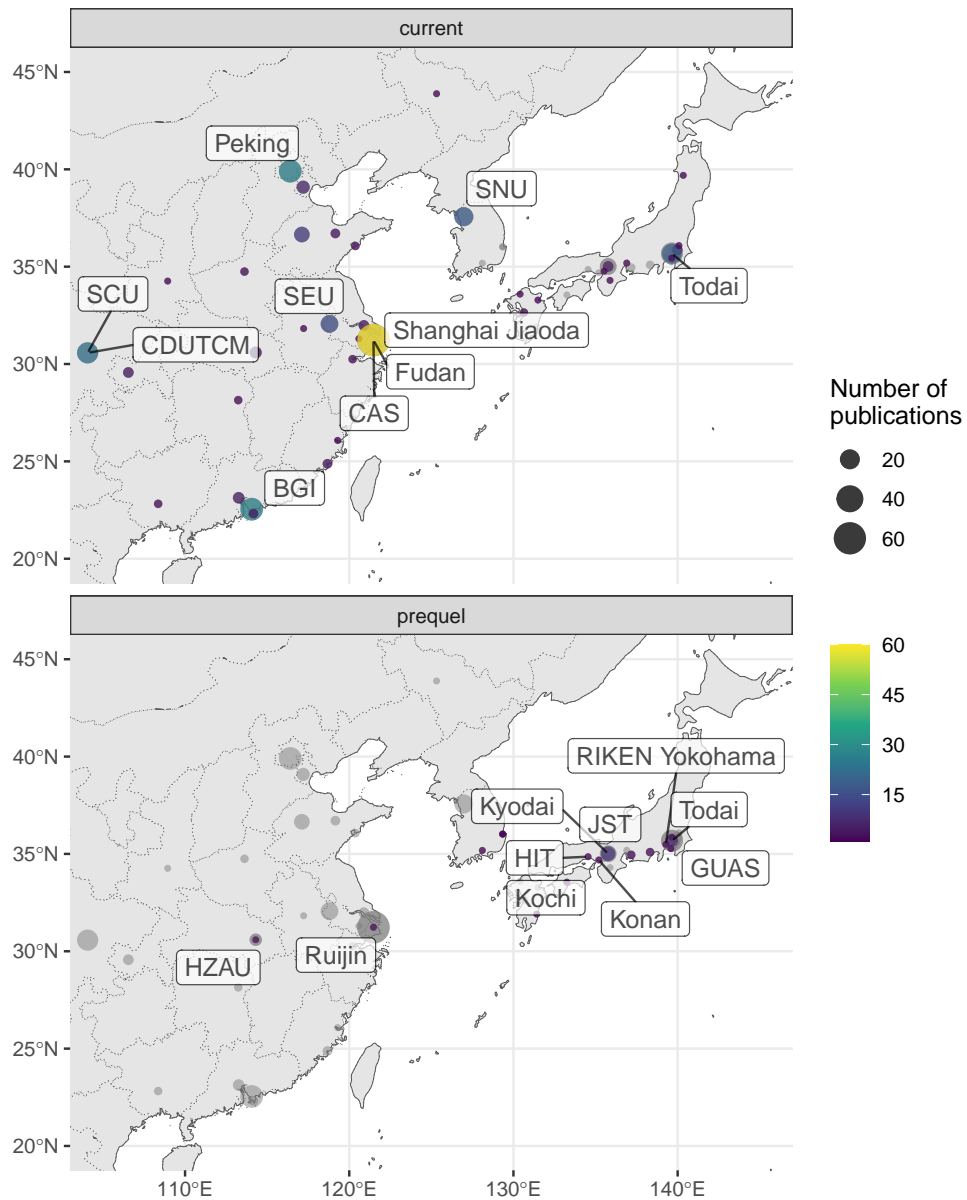 current
45°N
40°N
35°N
30°N
25°N
20°N
Peking
SNU
SCU
SEU
Todai
CDUTCM
Shanghai Jiaoda
Fudan
CAS
BGI
Number of
publications
20
40
60
60
45
30
15
prequel
45°N
40°N
35°N
30°N
25°N
20°N
RIKEN Yokohama
Kyodai
JST
Todai
HIT
GUAS
Kochi
Konan
HZAU
Ruijin
110°E
120°E
130°E
140°E